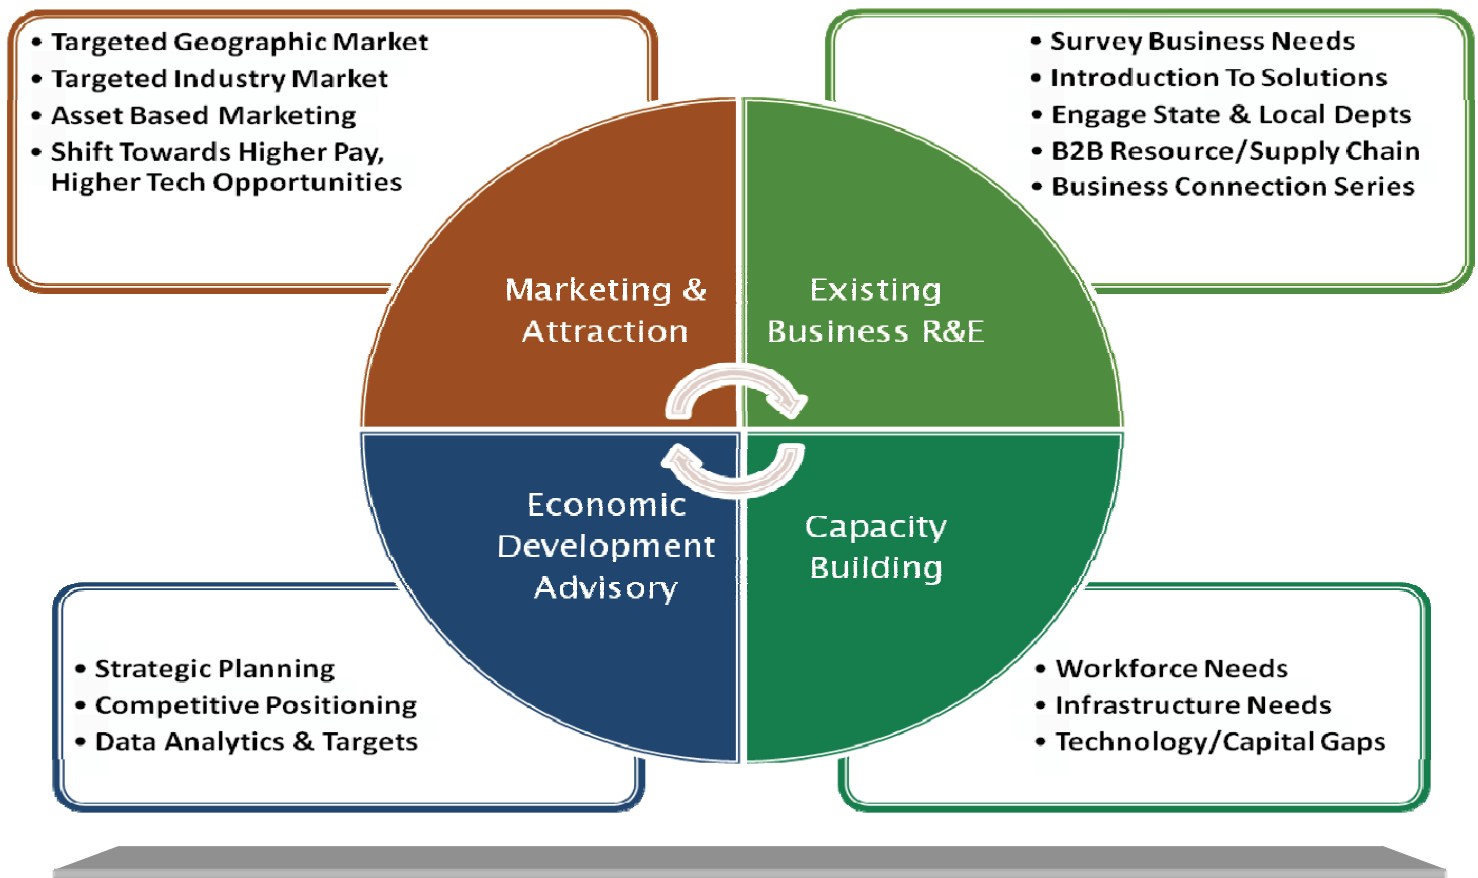 • Targeted Geographic Market
• Targeted Industry Market
• Asset Based Marketing
• Shift Towards Higher Pay,
Higher Tech Opportunities
• Survey Business Needs
• Introduction To Solutions
• Engage State & Local Depts
• B2B Resource/Supply Chain
• Business Connection Series
Marketing &
Attraction
Existing
Business R&E
Economic
Development
Advisory
Capacity
Building
• Strategic Planning
• Competitive Positioning
• Data Analytics & Targets
• Workforce Needs
• Infrastructure Needs
• Technology/Capital Gaps